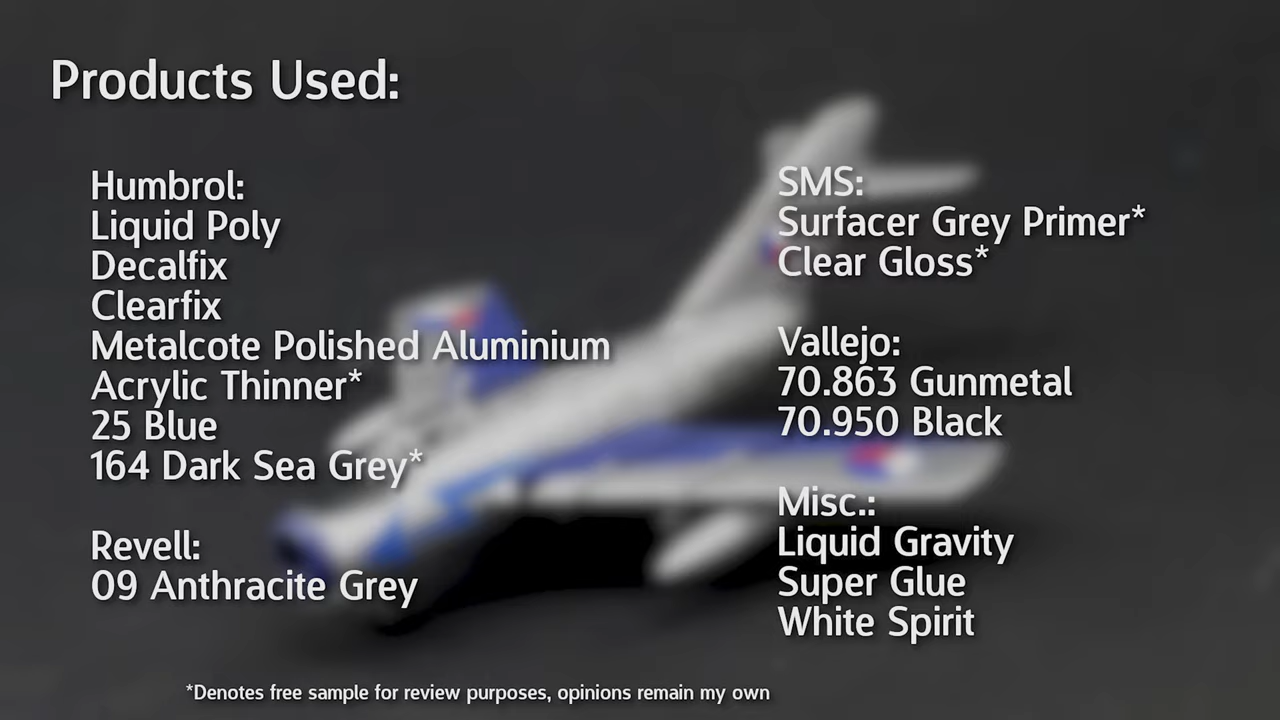 Products Used:
Humbrol:
Liquid Poly
Decalfix
Clearfix
Metalcote Polished Aluminium
Acrylic Thinner*
25 Blue
164 Dark Sea Grey*
Revell:
09 Anthracite Grey
SMS:
Surfacer Grey Primer*
Clear Gloss*
Vallejo:
70.863 Gunmetal
70.950 Black
Misc.:
Liquid Gravity
Super Glue
White Spirit
*Denotes free sample for review purposes, opinions remain my own